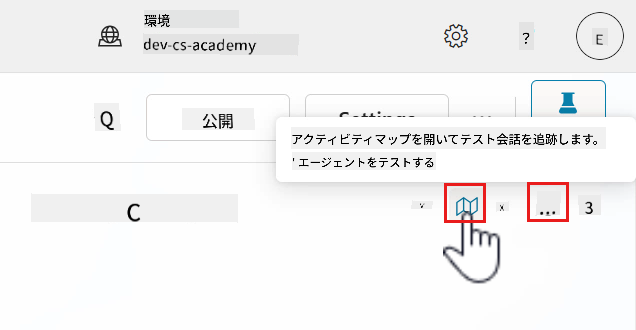 環境
dev-cs-academy
?
E
Q
公開
Settings
...
アクティビティマップを開いてテスト会話を追跡します。
' エージェントをテストする
C
x
...
3